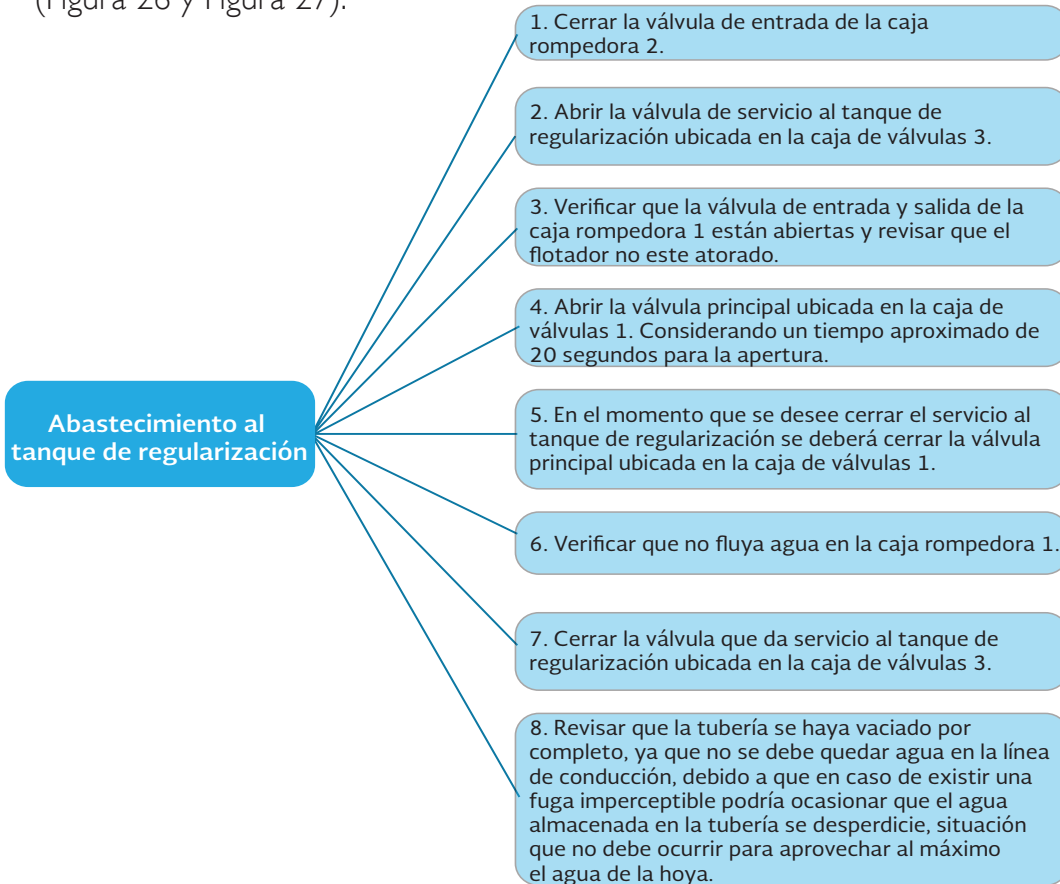 (Figura 26 y Figura 27).
1. Cerrar la válvula de entrada de la caja
rompedora 2.
2. Abrir la válvula de servicio al tanque de
regularización ubicada en la caja de válvulas 3.
3. Verificar que la válvula de entrada y salida de la
caja rompedora 1 están abiertas y revisar que el
flotador no este atorado.
4. Abrir la válvula principal ubicada en la caja de
válvulas 1. Considerando un tiempo aproximado de
20 segundos para la apertura.
Abastecimiento al
tanque de regularización
5. En el momento que se desee cerrar el servicio al
tanque de regularización se deberá cerrar la válvula
principal ubicada en la caja de válvulas 1.
6. Verificar que no fluya agua en la caja rompedora 1.
7. Cerrar la válvula que da servicio al tanque de
regularización ubicada en la caja de válvulas 3.
8. Revisar que la tubería se haya vaciado por
completo, ya que no se debe quedar agua en la línea
de conducción, debido a que en caso de existir una
fuga imperceptible podría ocasionar que el agua
almacenada en la tubería se desperdicie, situación
que no debe ocurrir para aprovechar al máximo
el agua de la hoya.